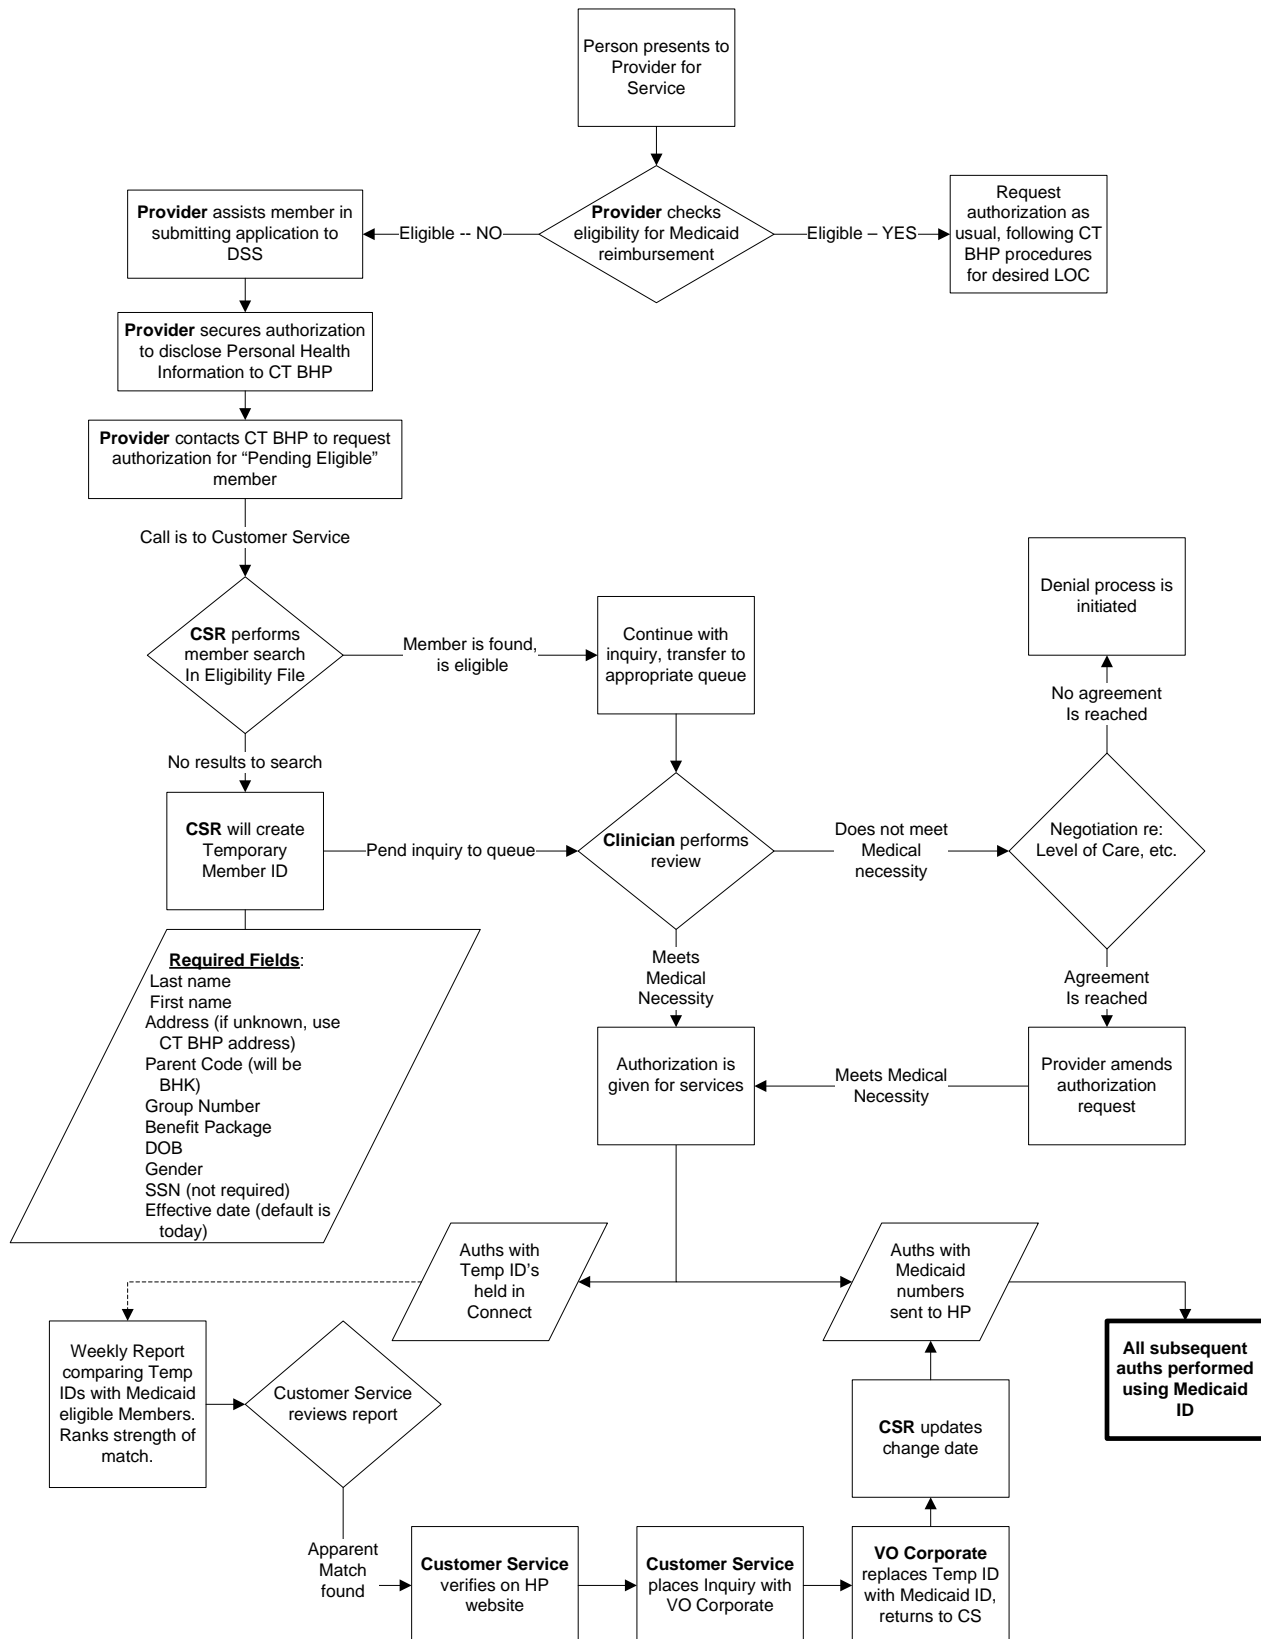 Person presents to
Provider for
Service
Provider checks
eligibility for Medicaid
reimbursement
Eligible -- NO
Eligible – YES
Provider assists member in
submitting application to
DSS
Request
authorization as
usual, following CT
BHP procedures
for desired LOC
Provider secures authorization
to disclose Personal Health
Information to CT BHP
Provider contacts CT BHP to request
authorization for “Pending Eligible”
member
Call is to Customer Service
CSR performs
member search
In Eligibility File
Member is found,
is eligible
Continue with
inquiry, transfer to
appropriate queue
Denial process is
initiated
No agreement
Is reached
No results to search
CSR will create
Temporary
Member ID
Pend inquiry to queue
Clinician performs
review
Does not meet
Medical
necessity
Negotiation re:
Level of Care, etc.
Required Fields:
Last name
First name
Address (if unknown, use
CT BHP address)
Parent Code (will be
BHK)
Group Number
Benefit Package
DOB
Gender
SSN (not required)
Effective date (default is
today)
Meets
Medical
Necessity
Agreement
Is reached
Authorization is
given for services
Meets Medical
Necessity
Provider amends
authorization
request
Auths with
Temp ID’s
held in
Connect
Auths with
Medicaid
numbers
sent to HP
Weekly Report
comparing Temp
IDs with Medicaid
eligible Members.
Ranks strength of
match.
Customer Service
reviews report
CSR updates
change date
All subsequent
auths performed
using Medicaid
ID
Apparent
Match
found
Customer Service
verifies on HP
website
Customer Service
places Inquiry with
VO Corporate
VO Corporate
replaces Temp ID
with Medicaid ID,
returns to CS